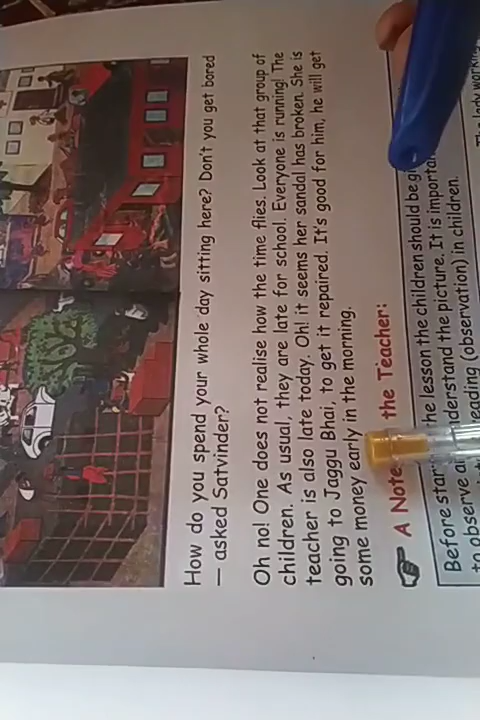 How do you spend your whole day sitting here? Don't you get bored
— asked Satvinder?
Oh no! One does not realise how the time flies. Look at that group of
children. As usual, they are late for school. Everyone is running! The
teacher is also late today. Oh! it seems her sandal has broken. She is
going to Jaggu Bhai, to get it repaired. It's good for him, he will get
some money early in the morning.
A Note the Teacher:
Before star the lesson the children should be
to observe a nderstand the picture. It is importan
eading (observation) in children.
The lady working